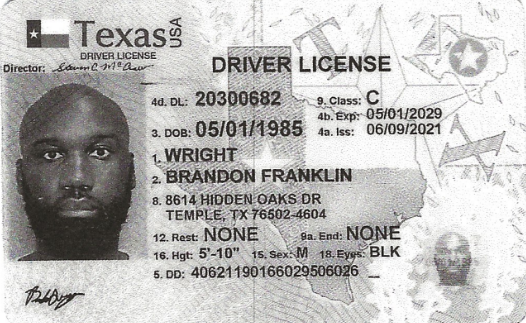 Texas USA
DRIVER LICENSE
Director:
DRIVER LICENSE
4d. DL: 20300682 9. Class: C
4b. Exp: 05/01/2029
3. DOB: 05/01/1985 4a. Iss: 06/09/2021
1. WRIGHT
2. BRANDON FRANKLIN
8. 8614 HIDDEN OAKS DR
TEMPLE, TX 76502-4604
12. Rest: NONE 9a. End: NONE
16. Hgt: 5'-10" 15. Sex: M 18. Eyes: BLK
5. DD: 40621190166029506026